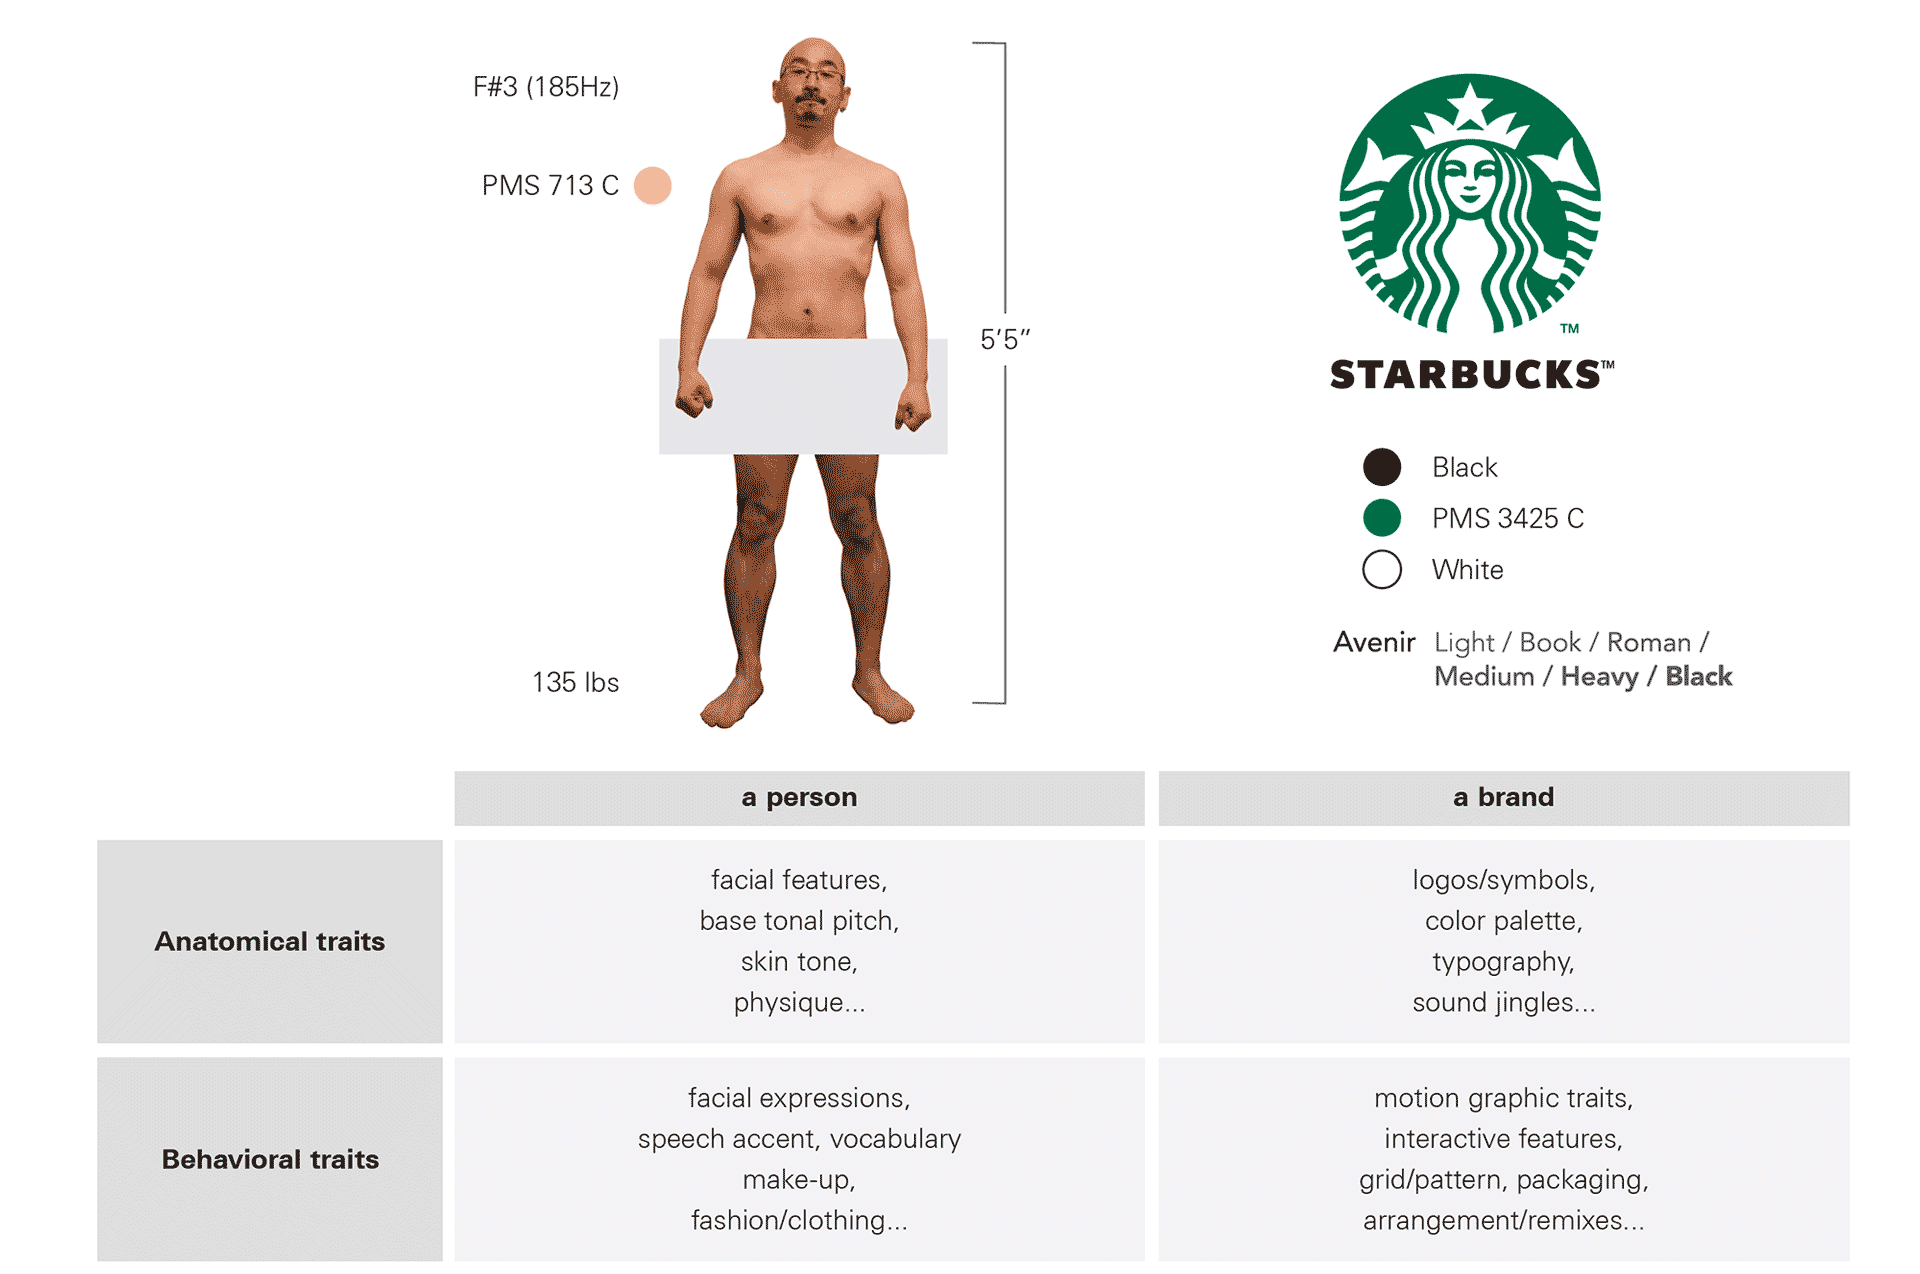 F#3 (185Hz)
PMS 713 C
5’5”
135 lbs
TM
STARBUCKS™
Black
PMS 3425 C
White
Avenir Light / Book / Roman /
Medium / Heavy / Black
a person
a brand
Anatomical traits
facial features,
base tonal pitch,
skin tone,
physique...
logos/symbols,
color palette,
typography,
sound jingles...
Behavioral traits
facial expressions,
speech accent, vocabulary
make-up,
fashion/clothing...
motion graphic traits,
interactive features,
grid/pattern, packaging,
arrangement/remixes...